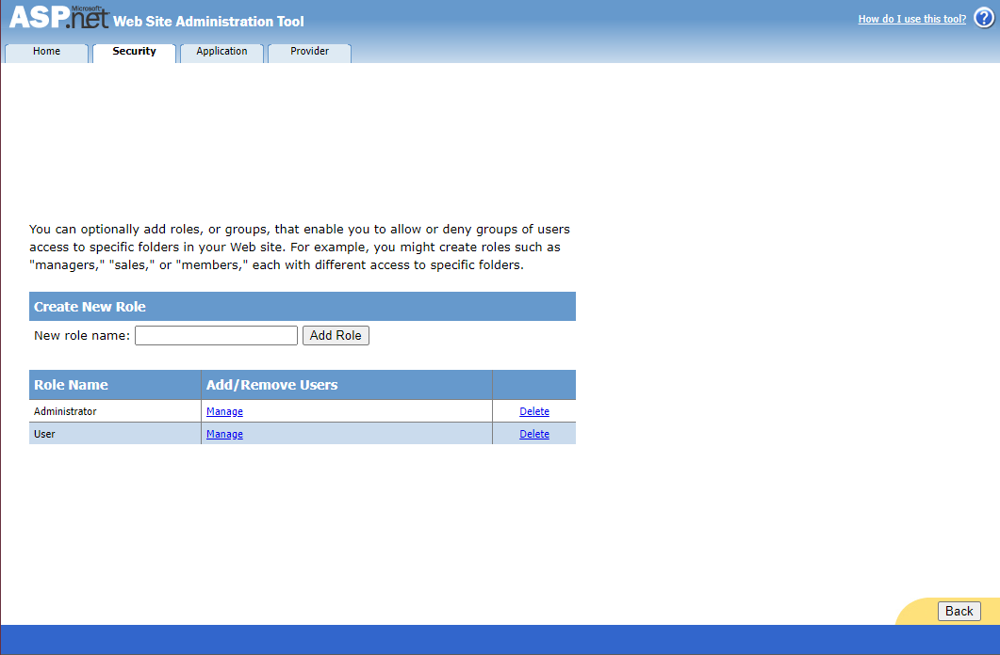 Microsoft
ASP.net Web Site Administration Tool
How do I use this tool? ?
Home Security Application Provider
You can optionally add roles, or groups, that enable you to allow or deny groups of users
access to specific folders in your Web site. For example, you might create roles such as
"managers," "sales," or "members," each with different access to specific folders.
Create New Role
New role name: Add Role
Role Name Add/Remove Users
Administrator Manage Delete
User Manage Delete
Back